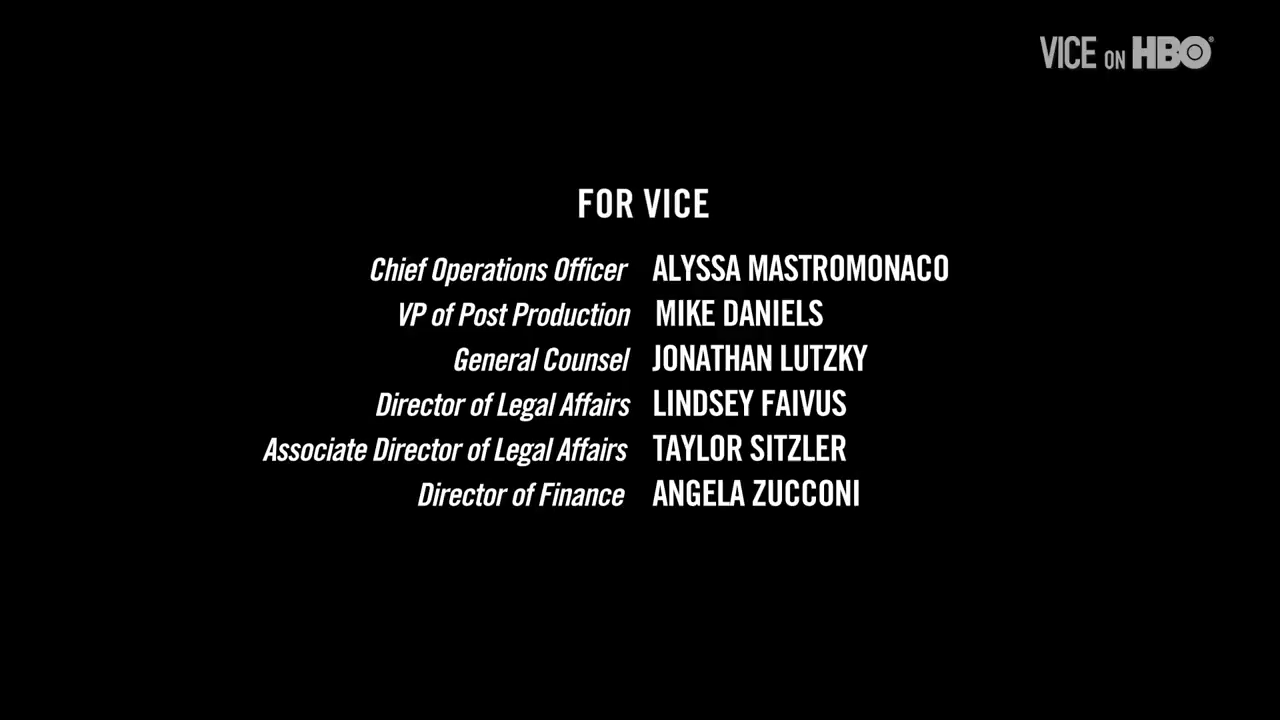 VICE ON HBO®
FOR VICE
Chief Operations Officer ALYSSA MASTROMONACO
VP of Post Production MIKE DANIELS
General Counsel JONATHAN LUTZKY
Director of Legal Affairs LINDSEY FAIVUS
Associate Director of Legal Affairs TAYLOR SITZLER
Director of Finance ANGELA ZUCCONI